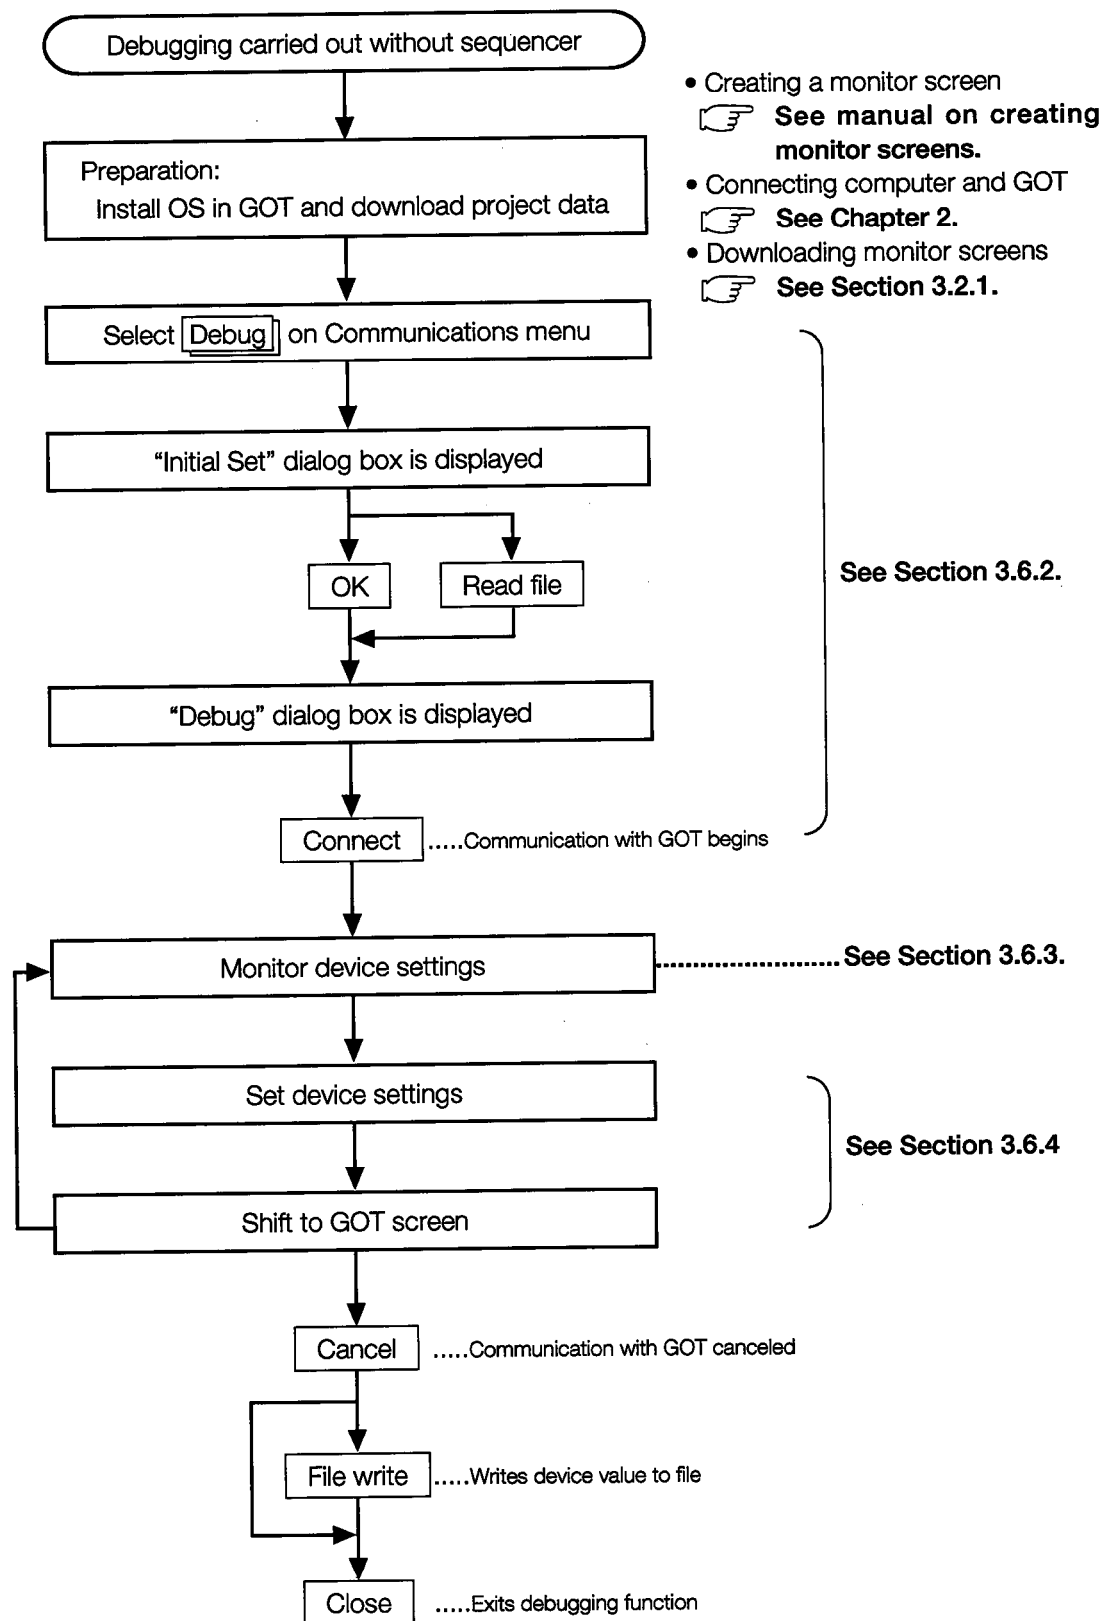 Debugging carried out without sequencer
• Creating a monitor screen
See manual on creating
monitor screens.
• Connecting computer and GOT
See Chapter 2.
• Downloading monitor screens
See Section 3.2.1.
Preparation:
Install OS in GOT and download project data
Select Debug on Communications menu
“Initial Set” dialog box is displayed
OK
Read file
See Section 3.6.2.
“Debug” dialog box is displayed
Connect .....Communication with GOT begins
Monitor device settings
See Section 3.6.3.
Set device settings
See Section 3.6.4
Shift to GOT screen
Cancel .....Communication with GOT canceled
File write .....Writes device value to file
Close .....Exits debugging function